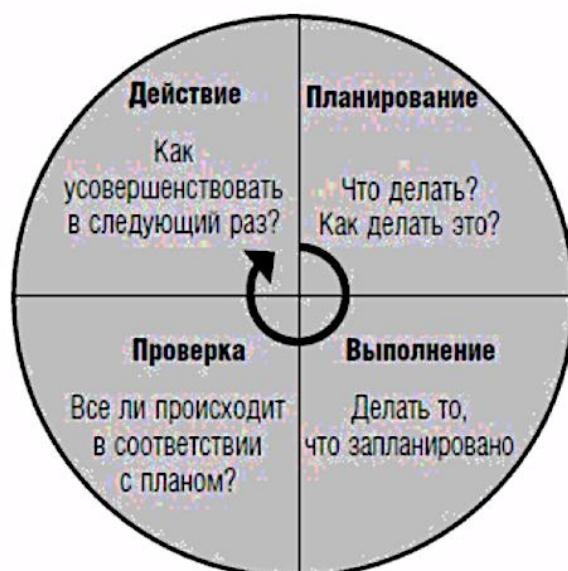 Действие
Как
усовершенствовать
в следующий раз?
Планирование
Что делать?
Как делать это?
Проверка
Все ли происходит
в соответствии
с планом?
Выполнение
Делать то,
что запланировано